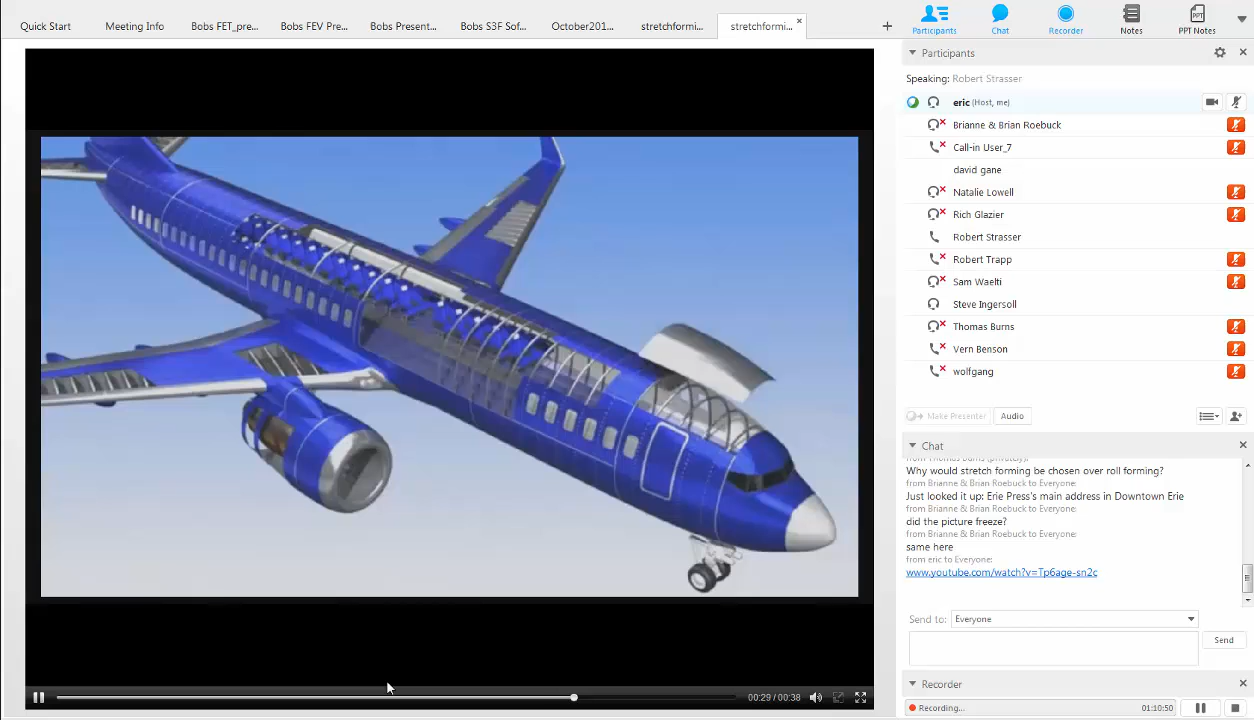 Quick Start
Meeting Info
Bobs FET_pre...
Bobs FEV Pre...
Bobs Present...
Bobs S3F Sof...
October201...
stretchformi...
stretchformi...
Participants
Chat
Recorder
Notes
PPT Notes
Participants
Speaking: Robert Strasser
eric (Host, me)
Brianne & Brian Roebuck
Call-in User_7
david gane
Natalie Lowell
Rich Glazier
Robert Strasser
Robert Trapp
Sam Waelti
Steve Ingersoll
Thomas Burns
Vern Benson
wolfgang
Make Presenter
Audio
Chat
from Thomas Burns (privately):
Why would stretch forming be chosen over roll forming?
from Brianne & Brian Roebuck to Everyone:
Just looked it up: Erie Press's main address in Downtown Erie
from Brianne & Brian Roebuck to Everyone:
did the picture freeze?
from Brianne & Brian Roebuck to Everyone:
same here
from eric to Everyone:
www.youtube.com/watch?v=Tp6age-sn2c
Send to: Everyone
Send
Recorder
Recording...
01:10:50
00:29 / 00:38